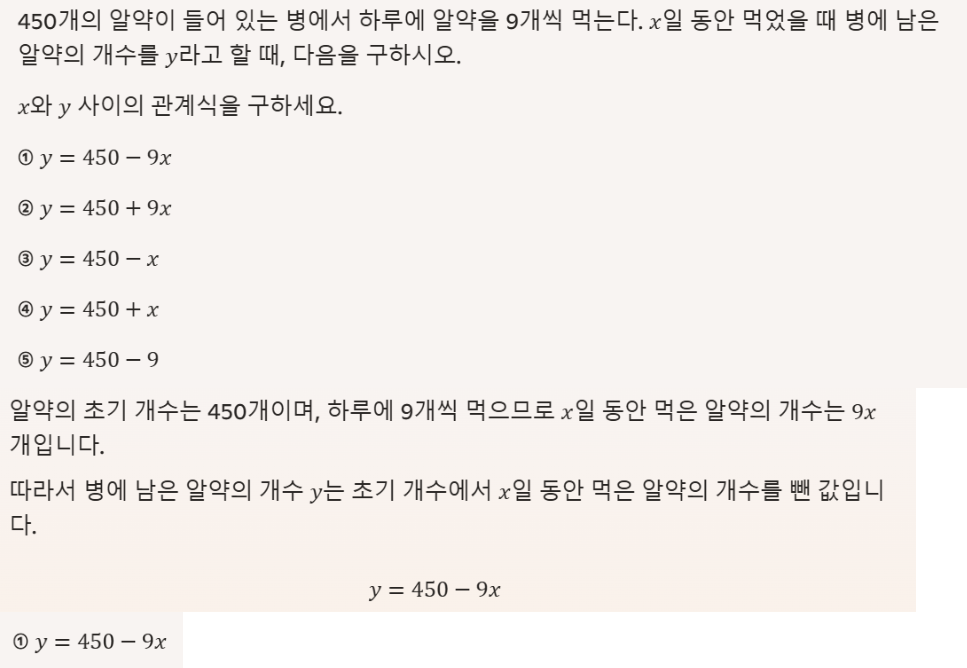 450개의 알약이 들어 있는 병에서 하루에 알약을 9개씩 먹는다. x일 동안 먹었을 때 병에 남은
알약의 개수를 y라고 할 때, 다음을 구하시오.
x와 y 사이의 관계식을 구하세요.
① y = 450 − 9x
② y = 450 + 9x
③ y = 450 − x
④ y = 450 + x
⑤ y = 450 − 9
알약의 초기 개수는 450개이며, 하루에 9개씩 먹으므로 x일 동안 먹은 알약의 개수는 9x
개입니다.
따라서 병에 남은 알약의 개수 y는 초기 개수에서 x일 동안 먹은 알약의 개수를 뺀 값입니
다.
y = 450 − 9x
① y = 450 − 9x